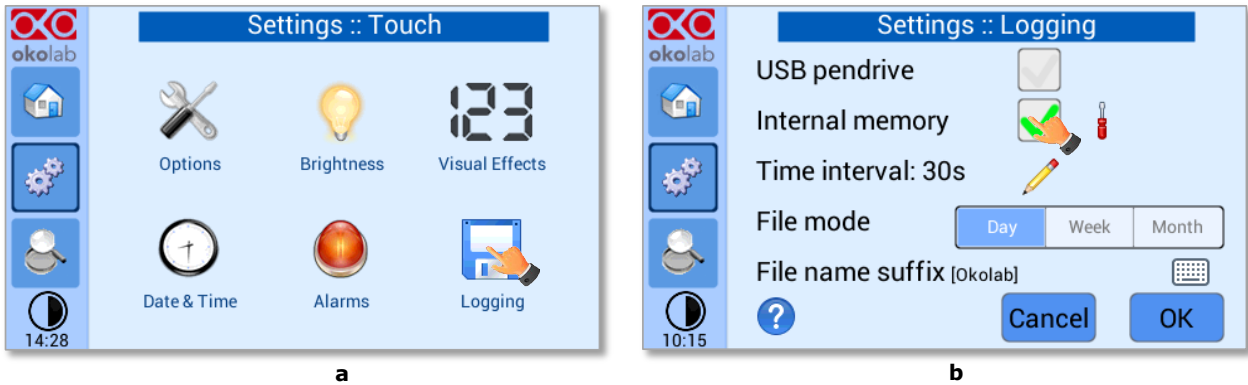 okolab
Settings :: Touch
Options
Brightness
123
Visual Effects
Date & Time
Alarms
Logging
14:28
a
okolab
Settings :: Logging
USB pendrive
Internal memory
Time interval: 30s
File mode
Day
Week
Month
File name suffix [Okolab]
?
Cancel
OK
10:15
b